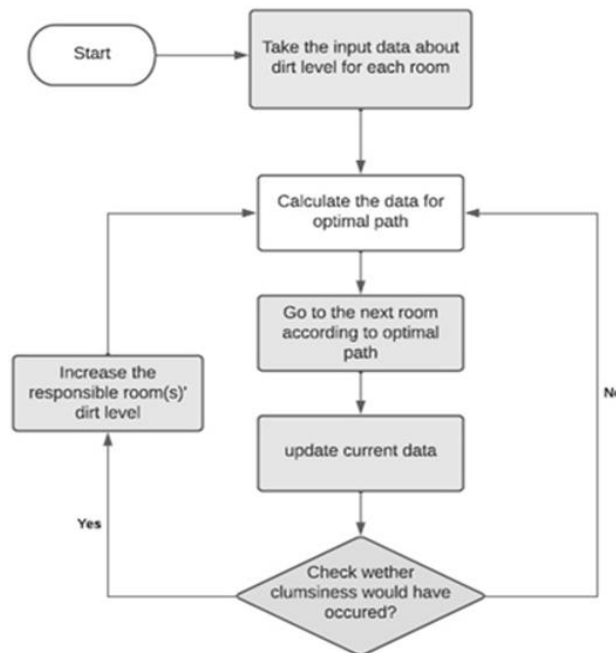 Start
Take the input data about
dirt level for each room
Calculate the data for
optimal path
Go to the next room
according to optimal
path
Increase the
responsible room(s)'
dirt level
update current data
Yes
Check wether
clumsiness would have
occured?